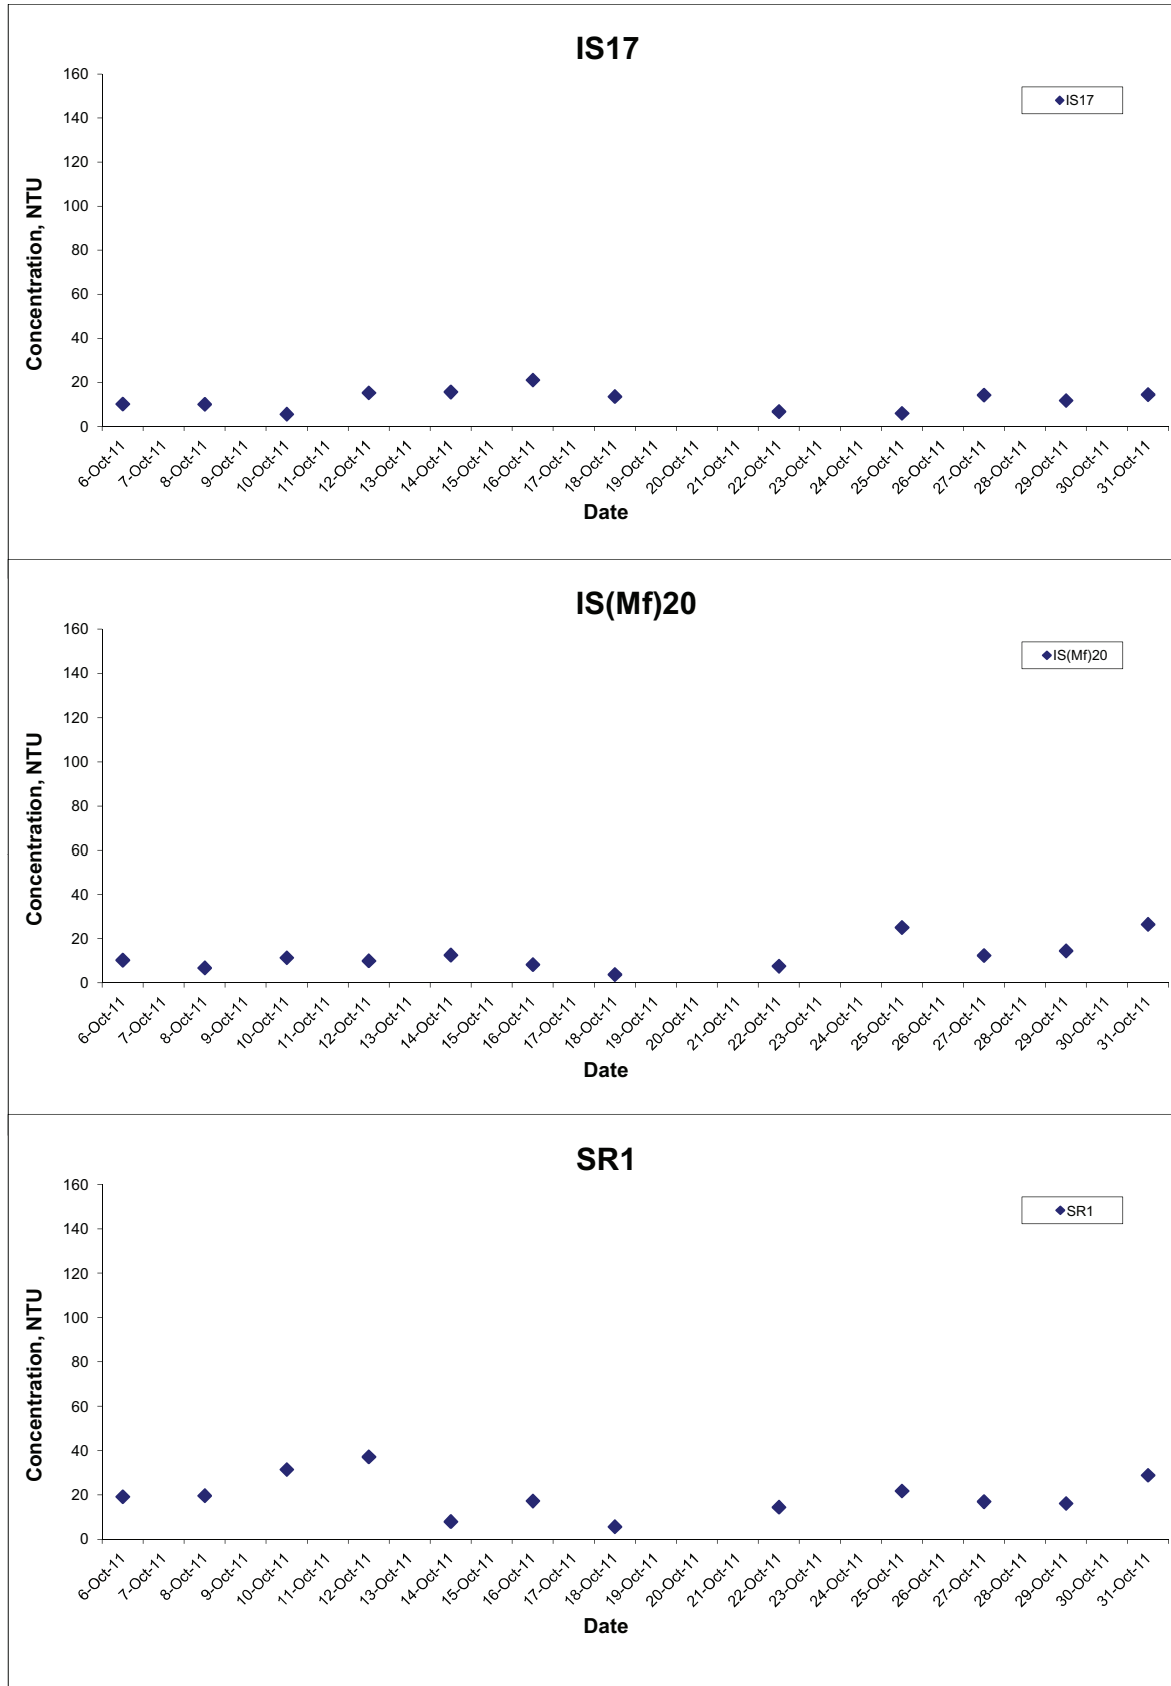 IS17
160
140
120
100
80
60
40
20
0
Concentration, NTU
IS17
6-Oct-11
7-Oct-11
8-Oct-11
9-Oct-11
10-Oct-11
11-Oct-11
12-Oct-11
13-Oct-11
14-Oct-11
15-Oct-11
16-Oct-11
17-Oct-11
18-Oct-11
19-Oct-11
20-Oct-11
21-Oct-11
22-Oct-11
23-Oct-11
24-Oct-11
25-Oct-11
26-Oct-11
27-Oct-11
28-Oct-11
29-Oct-11
30-Oct-11
31-Oct-11
Date
IS(Mf)20
160
140
120
100
80
60
40
20
0
Concentration, NTU
IS(Mf)20
6-Oct-11
7-Oct-11
8-Oct-11
9-Oct-11
10-Oct-11
11-Oct-11
12-Oct-11
13-Oct-11
14-Oct-11
15-Oct-11
16-Oct-11
17-Oct-11
18-Oct-11
19-Oct-11
20-Oct-11
21-Oct-11
22-Oct-11
23-Oct-11
24-Oct-11
25-Oct-11
26-Oct-11
27-Oct-11
28-Oct-11
29-Oct-11
30-Oct-11
31-Oct-11
Date
SR1
160
140
120
100
80
60
40
20
0
Concentration, NTU
SR1
6-Oct-11
7-Oct-11
8-Oct-11
9-Oct-11
10-Oct-11
11-Oct-11
12-Oct-11
13-Oct-11
14-Oct-11
15-Oct-11
16-Oct-11
17-Oct-11
18-Oct-11
19-Oct-11
20-Oct-11
21-Oct-11
22-Oct-11
23-Oct-11
24-Oct-11
25-Oct-11
26-Oct-11
27-Oct-11
28-Oct-11
29-Oct-11
30-Oct-11
31-Oct-11
Date